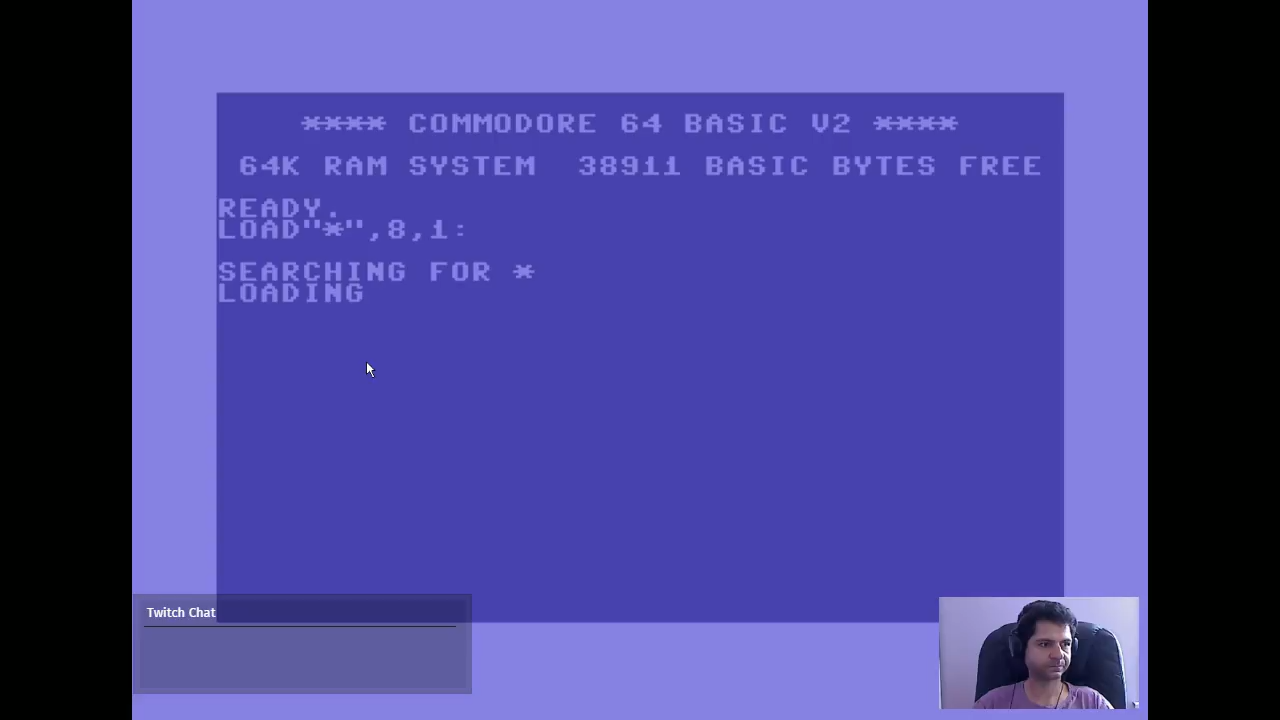 **** COMMODORE 64 BASIC V2 ****
64K RAM SYSTEM  38911 BASIC BYTES FREE
READY.
LOAD"*",8,1:
SEARCHING FOR *
LOADING
Twitch Chat